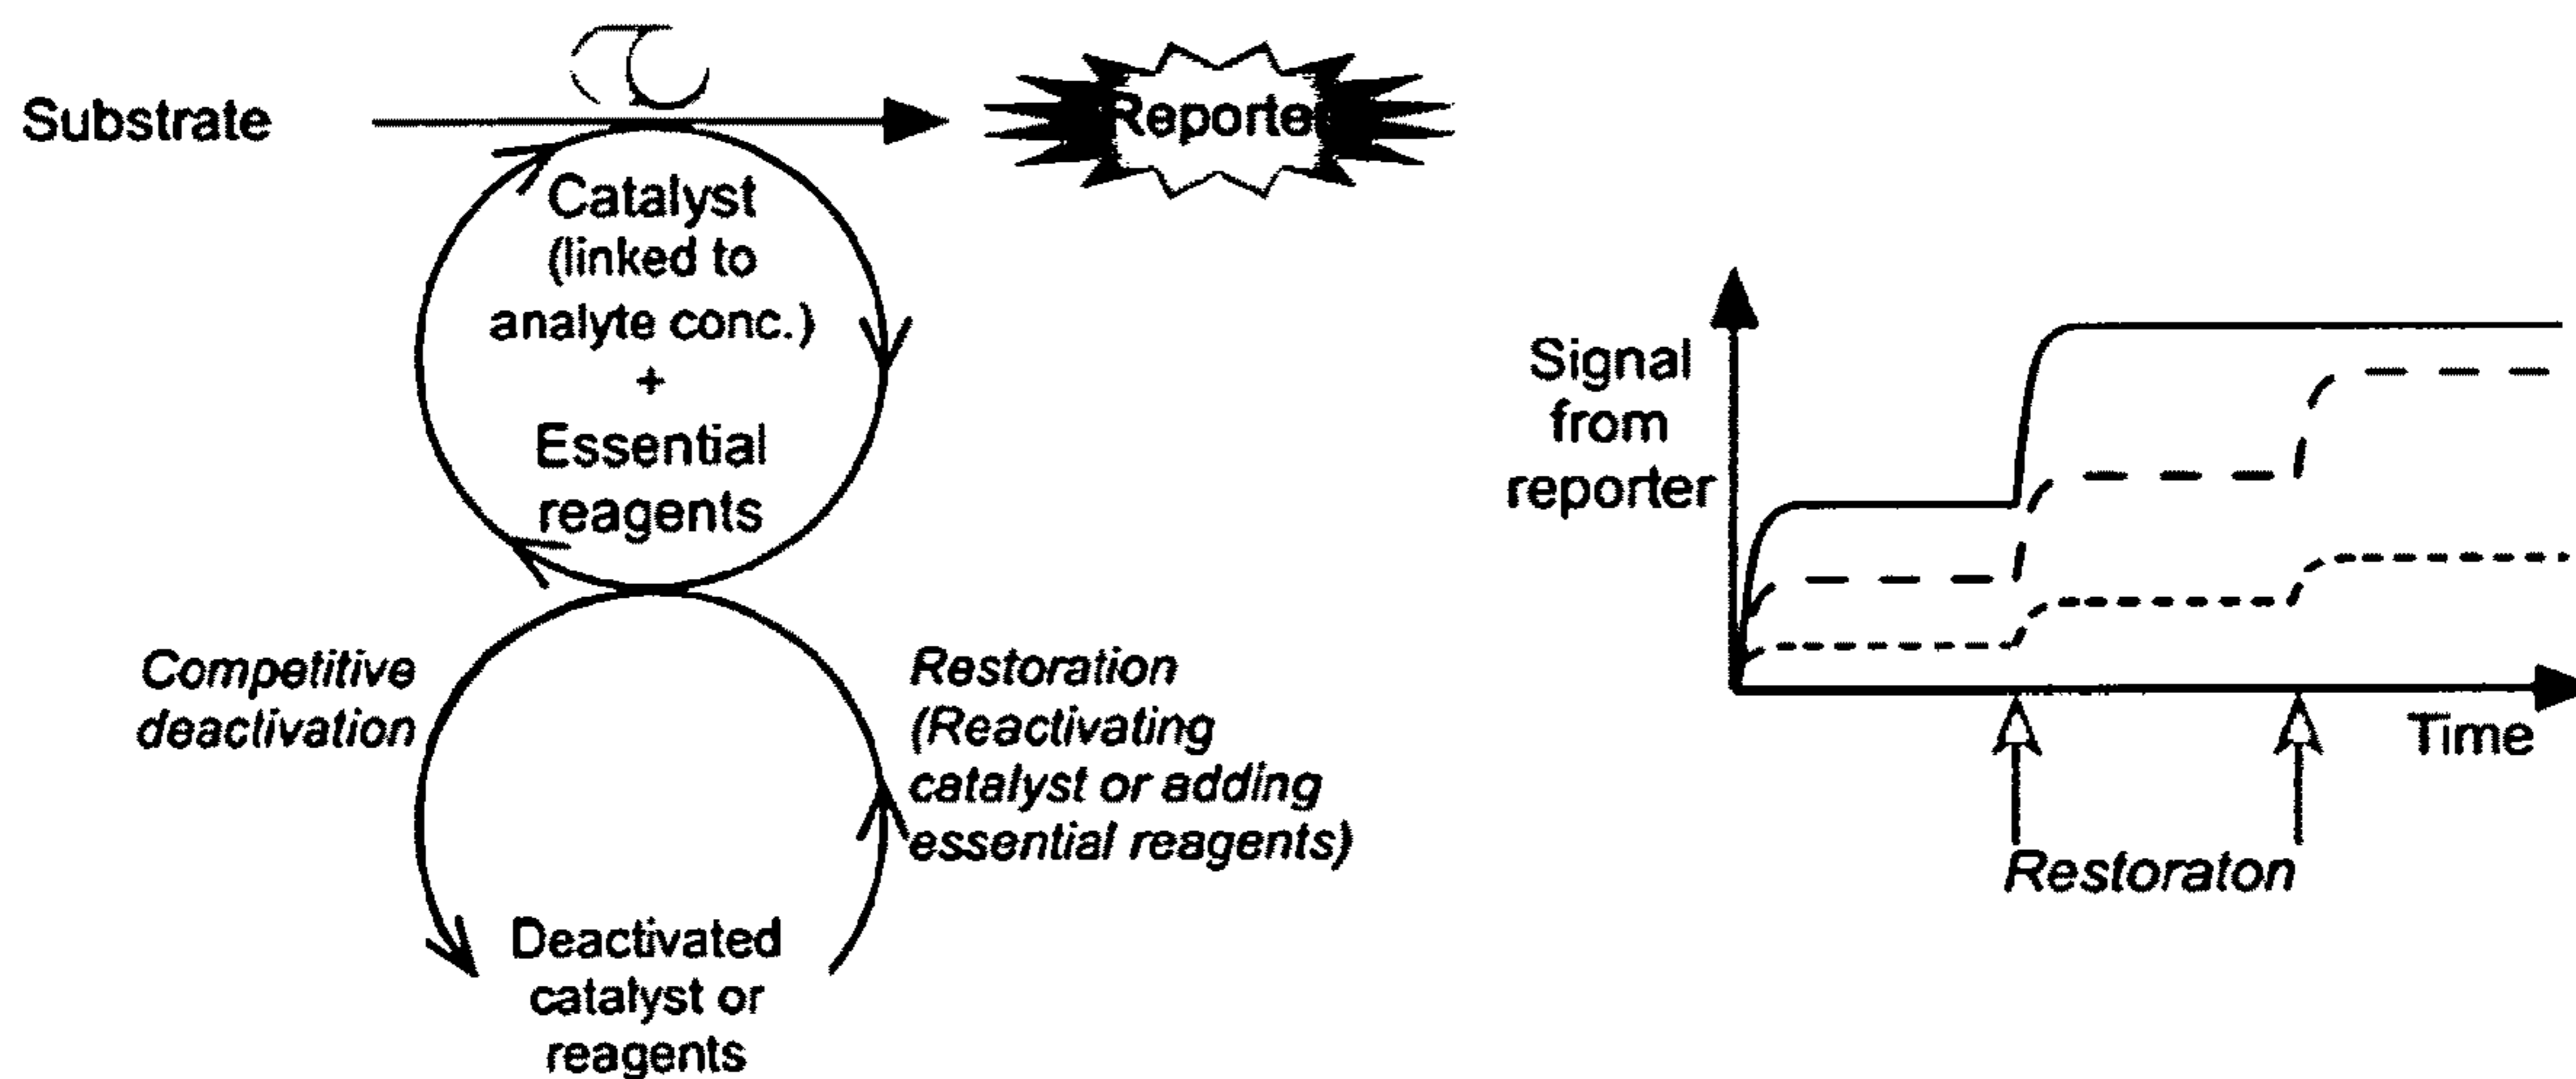 Substrate
Reporte
Catalyst
(linked to
analyte conc.)
+
Essential
reagents
Competitive
deactivation
Restoration
(Reactivating
catalyst or adding
essential reagents)
Deactivated
catalyst or
reagents
Signal
from
reporter
Time
Restoraton